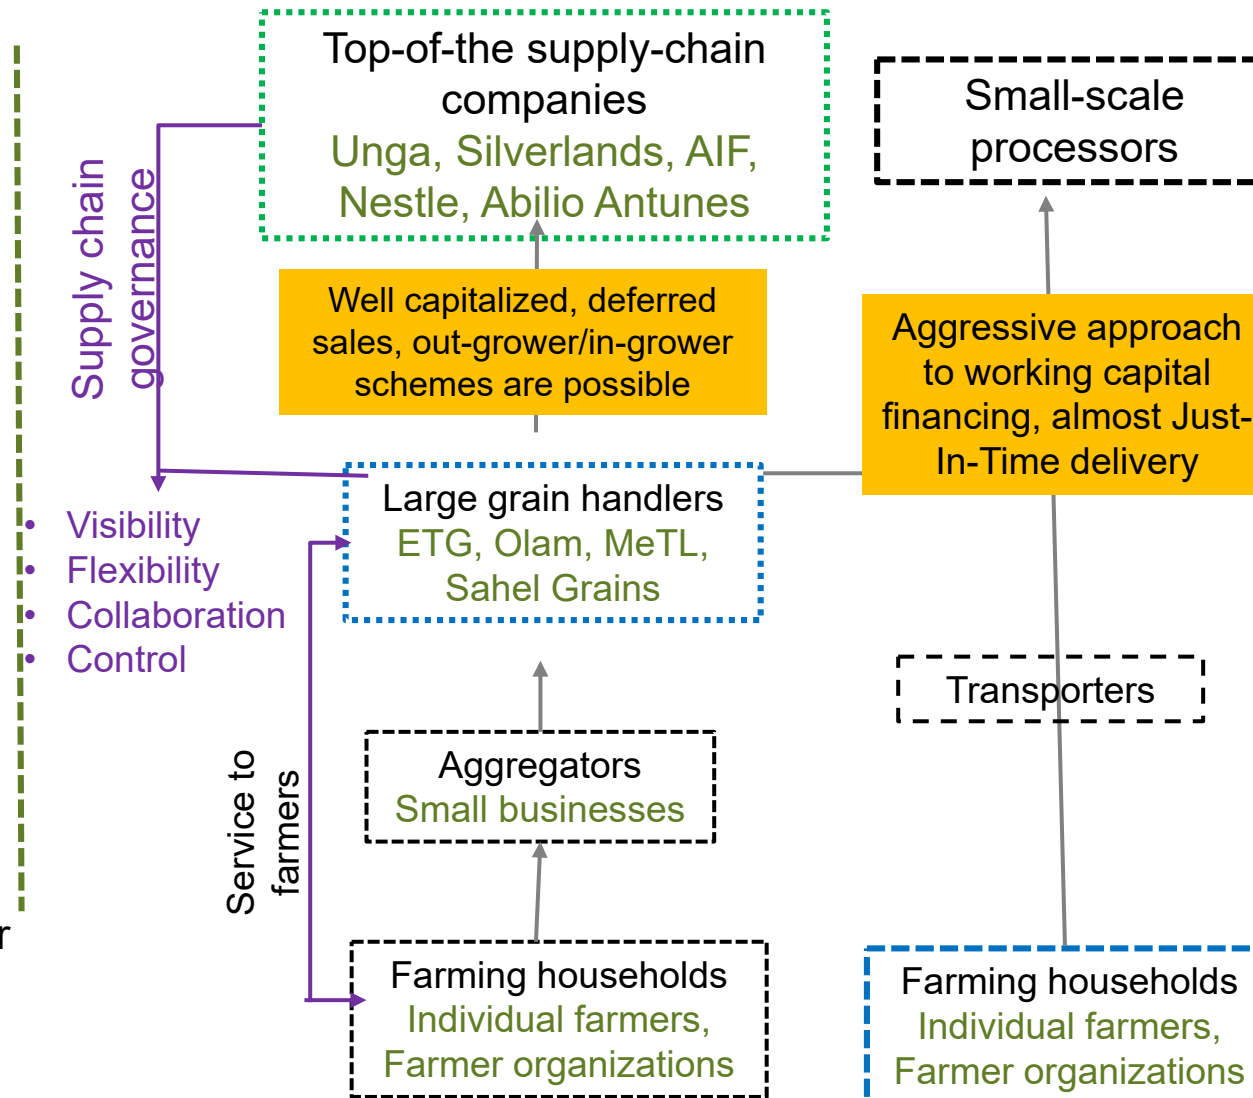 Top-of-the supply-chain
companies
Unga, Silverlands, AIF,
Nestle, Abilio Antunes
Small-scale
processors
Supply chain
governance
Well capitalized, deferred
sales, out-grower/in-grower
schemes are possible
Aggressive approach
to working capital
financing, almost Just-
In-Time delivery
Large grain handlers
ETG, Olam, MeTL,
Sahel Grains
• Visibility
• Flexibility
• Collaboration
• Control
Transporters
Service to
farmers
Aggregators
Small businesses
r
Farming households
Individual farmers,
Farmer organizations
Farming households
Individual farmers,
Farmer organizations